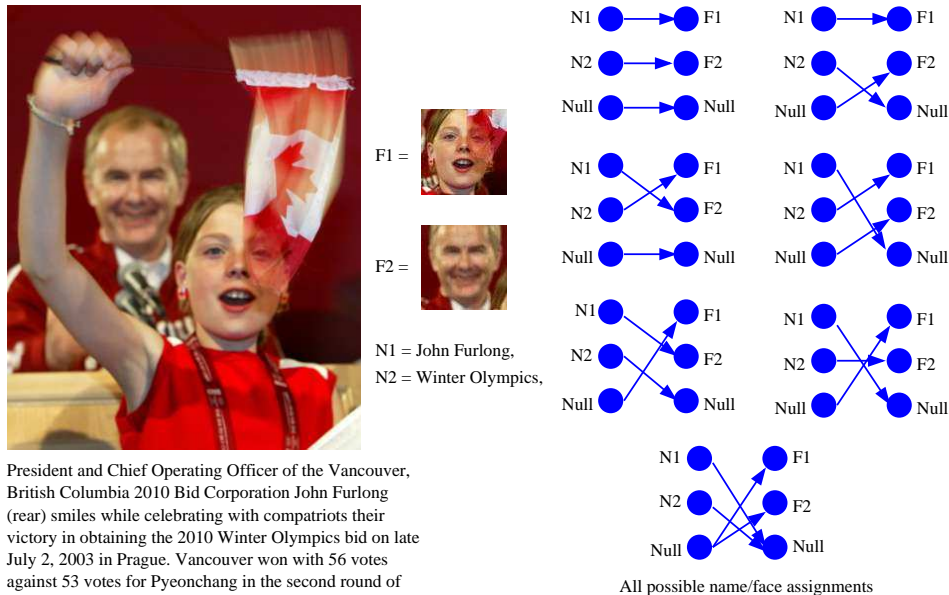 F1 =
F2 =
N1 = John Furlong,
N2 = Winter Olympics,
President and Chief Operating Officer of the Vancouver,
British Columbia 2010 Bid Corporation John Furlong
(rear) smiles while celebrating with compatriots their
victory in obtaining the 2010 Winter Olympics bid on late
July 2, 2003 in Prague. Vancouver won with 56 votes
against 53 votes for Pyeonchang in the second round of
N1 F1
N2 F2
Null Null
N1 F1
N2 F2
Null Null
N1 F1
N2 F2
Null Null
N1 F1
N2 F2
Null Null
N1 F1
N2 F2
Null Null
N1 F1
N2 F2
Null Null
N1 F1
N2 F2
Null Null
All possible name/face assignments